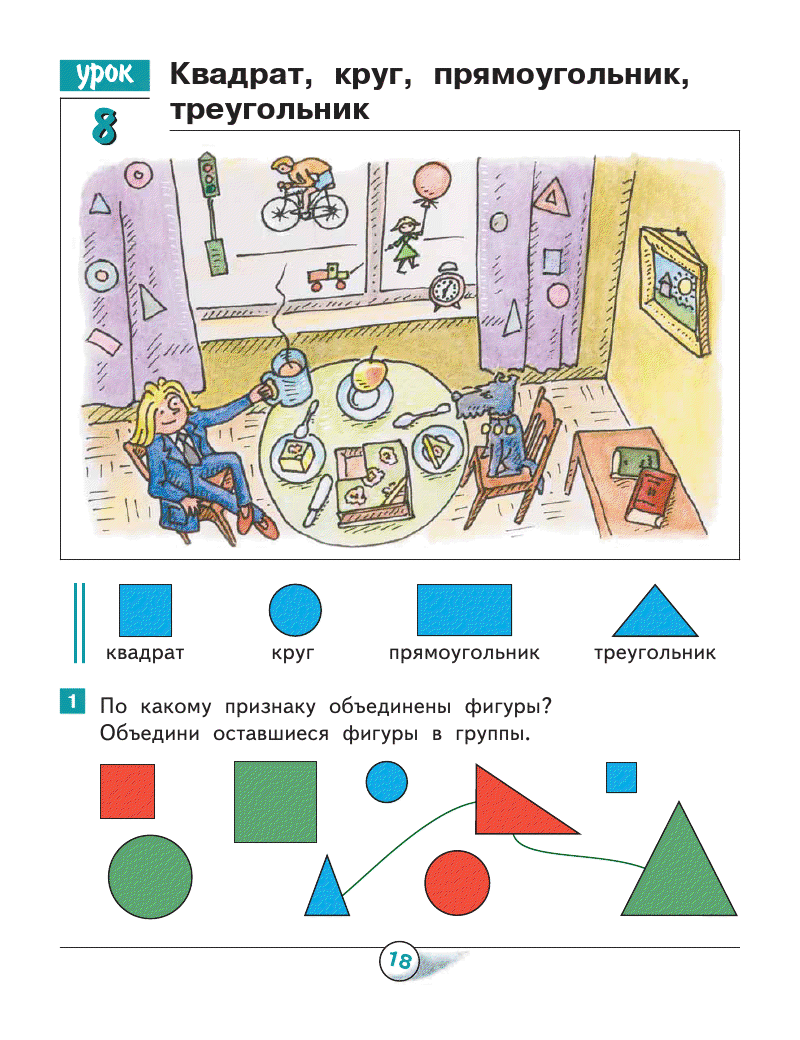 урок
8
Квадрат, круг, прямоугольник,
треугольник
квадрат круг прямоугольник треугольник
1 По какому признаку объединены фигуры?
Объедини оставшиеся фигуры в группы.
18